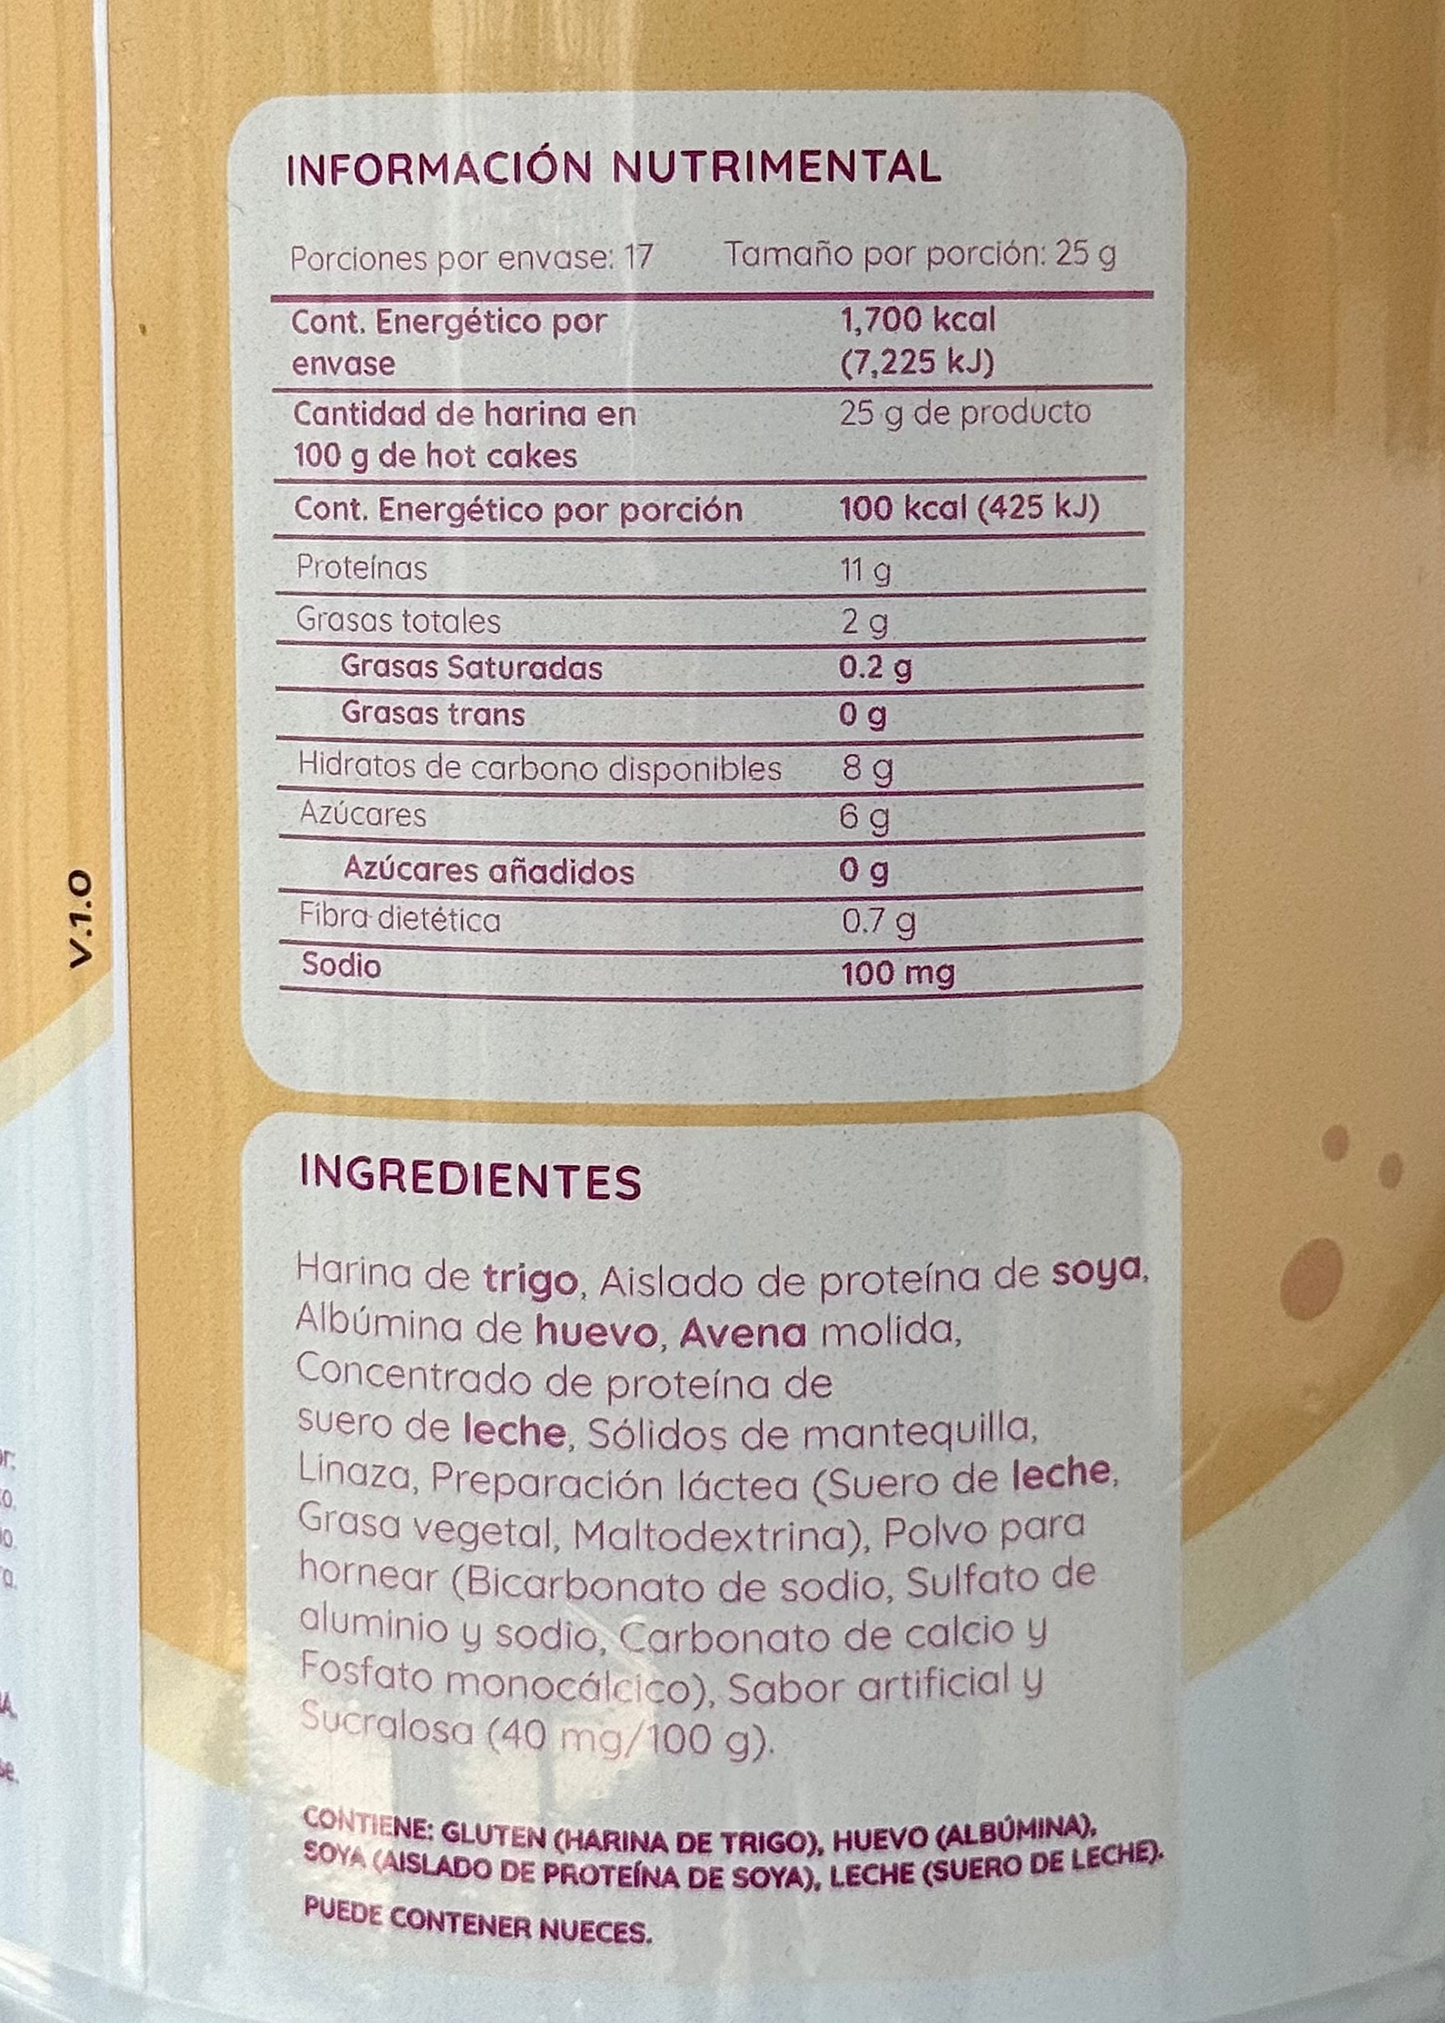 INFORMACIÓN NUTRIMENTAL
Porciones por envase: 17 Tamaño por porción: 25 g
Cont. Energético por envase 1,700 kcal (7,225 kJ)
Cantidad de harina en 100 g de hot cakes 25 g de producto
Cont. Energético por porción 100 kcal (425 kJ)
Proteínas 11 g
Grasas totales 2 g
Grasas Saturadas 0.2 g
Grasas trans 0 g
Hidratos de carbono disponibles 8 g
Azúcares 6 g
Azúcares añadidos 0 g
Fibra dietética 0.7 g
Sodio 100 mg
V.1.0
INGREDIENTES
Harina de trigo, Aislado de proteína de soya,
Albúmina de huevo, Avena molida,
Concentrado de proteína de
suero de leche, Sólidos de mantequilla,
Linaza, Preparación láctea (Suero de leche,
Grasa vegetal, Maltodextrina), Polvo para
hornear (Bicarbonato de sodio, Sulfato de
aluminio y sodio, Carbonato de calcio y
Fosfato monocálcico), Sabor artificial y
Sucralosa (40 mg/100 g).
CONTIENE: GLUTEN (HARINA DE TRIGO), HUEVO (ALBÚMINA),
SOYA (AISLADO DE PROTEÍNA DE SOYA), LECHE (SUERO DE LECHE).
PUEDE CONTENER NUECES.